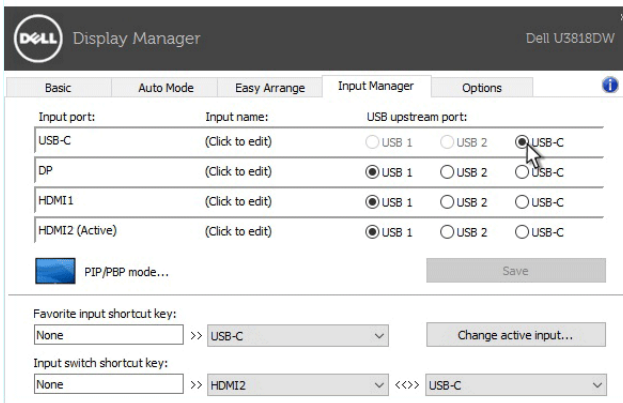 DELL Display Manager Dell U3818DW
Basic Auto Mode Easy Arrange Input Manager Options
Input port: Input name: USB upstream port:
USB-C (Click to edit) USB 1 USB 2 USB-C
DP (Click to edit) USB 1 USB 2 USB-C
HDMI1 (Click to edit) USB 1 USB 2 USB-C
HDMI2 (Active) (Click to edit) USB 1 USB 2 USB-C
PIP/PBP mode... Save
Favorite input shortcut key:
None >> USB-C Change active input...
Input switch shortcut key:
None >> HDMI2 <<>> USB-C